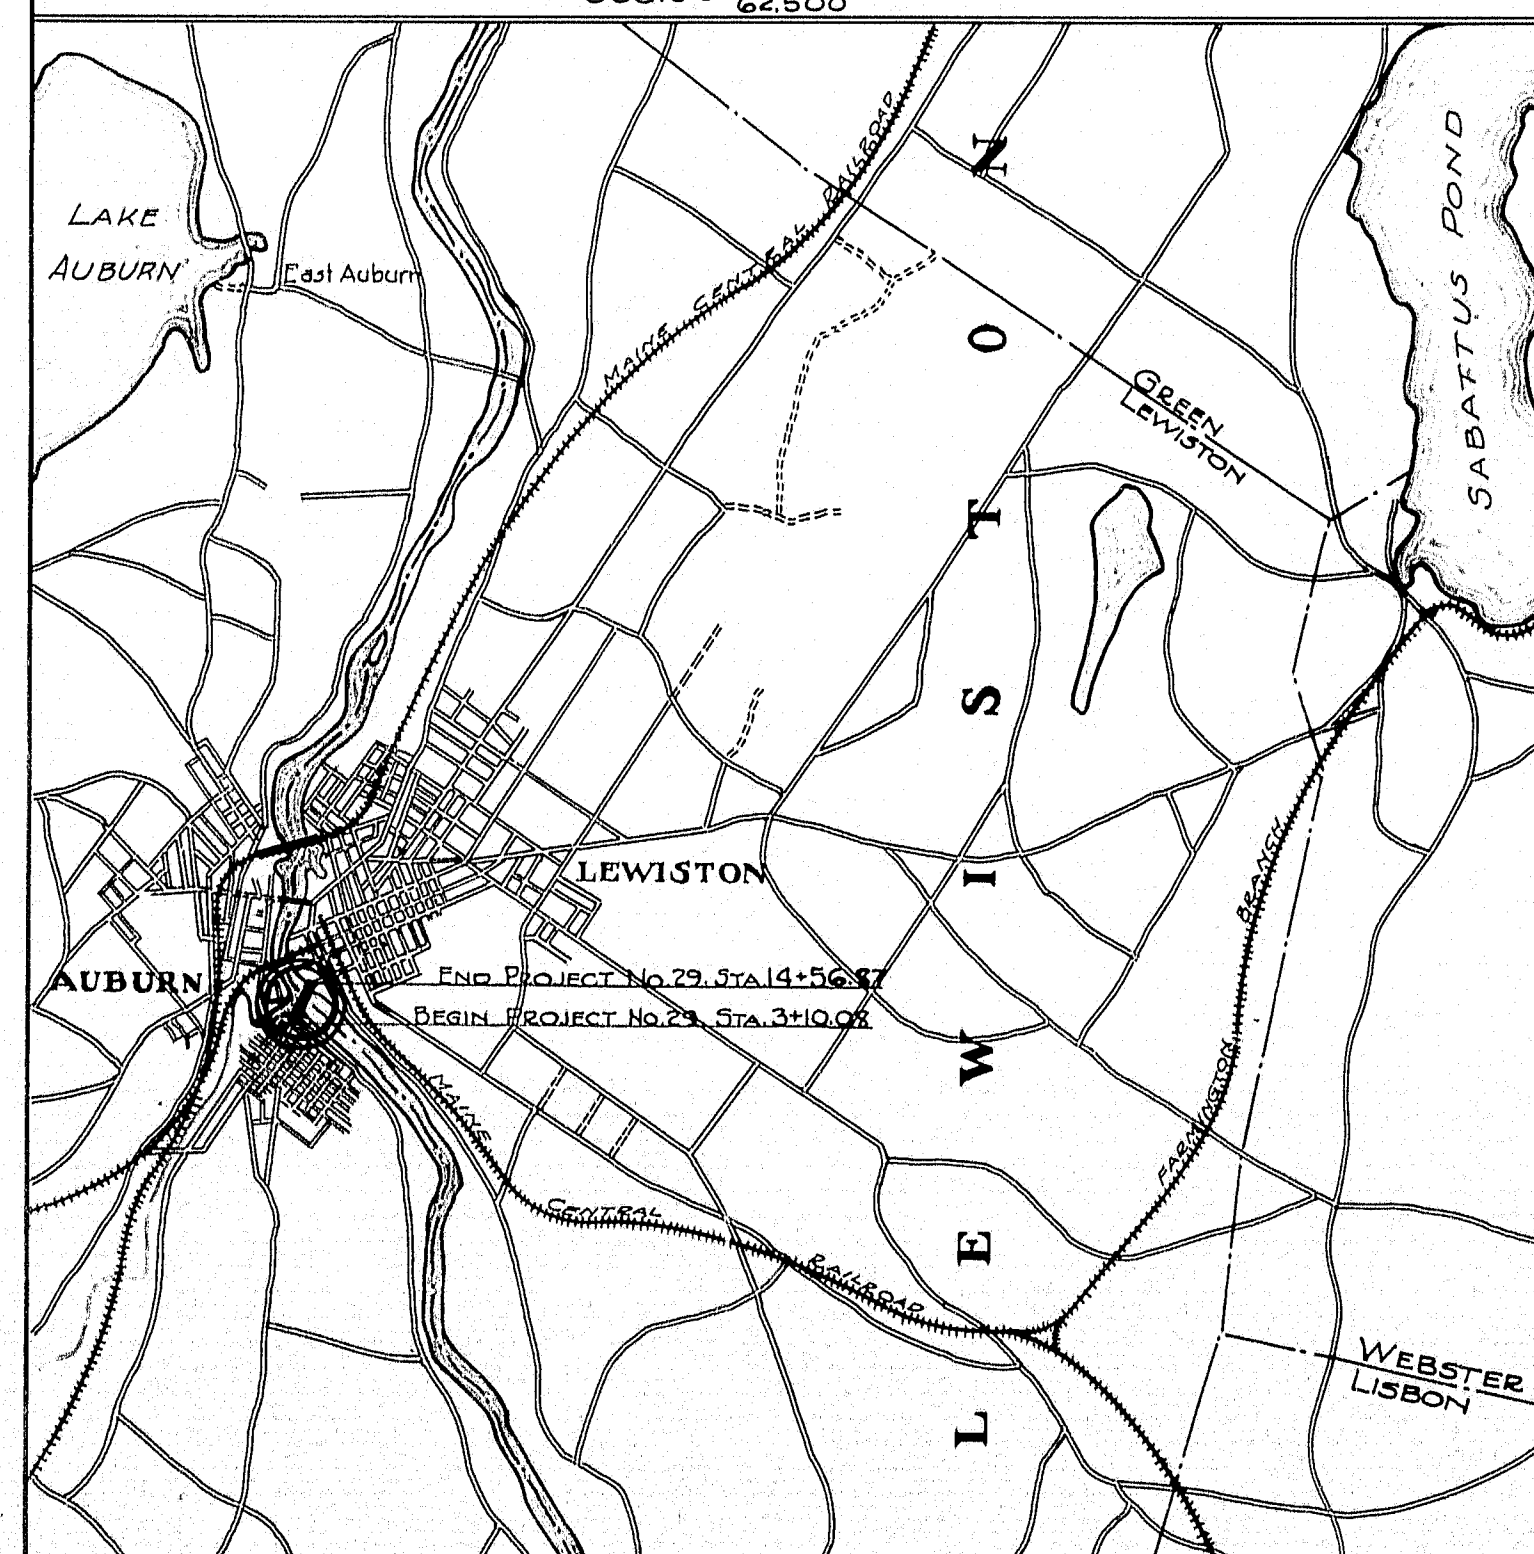 62,500
LAKE
AUBURN
East Auburn
MAINE CENTRAL RAILROAD
SABATTUS POND
GREEN
LEWISTON
LEWISTON
AUBURN
END PROJECT No.29. STA.14+56.87
BEGIN PROJECT No.29. STA.3+10.08
LEWISTON
MAINE CENTRAL RAILROAD
FARMINGTON BRANCH
WEBSTER
LISBON